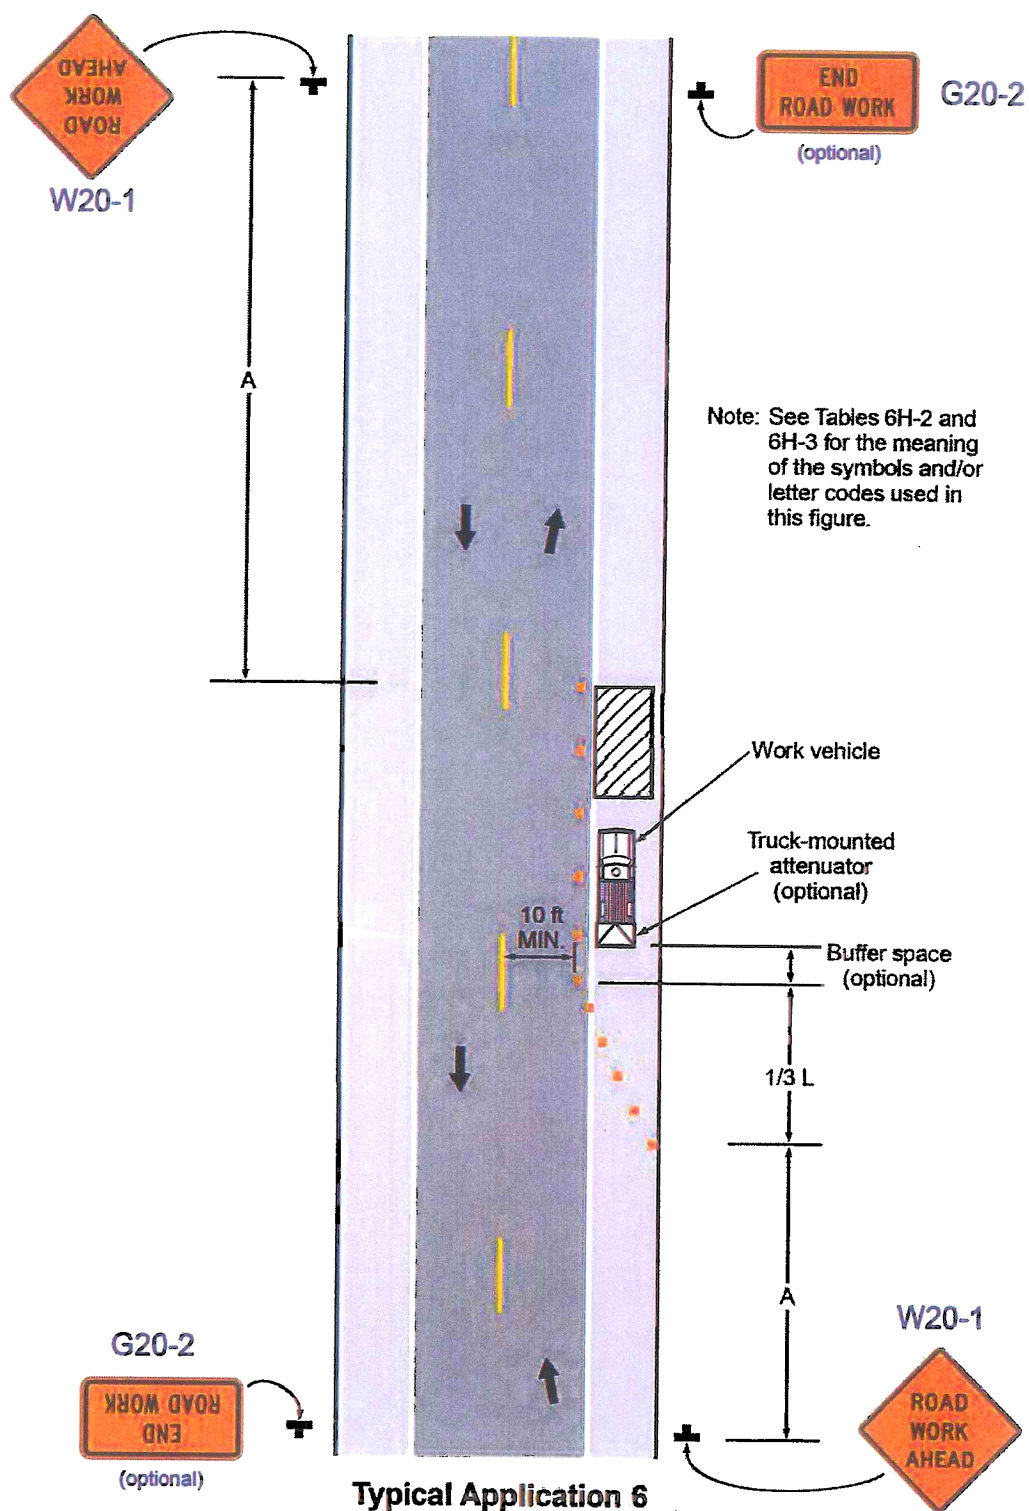 ROAD
WORK
AHEAD
W20-1
END
ROAD WORK
(optional)
G20-2
A
Note: See Tables 6H-2 and
6H-3 for the meaning
of the symbols and/or
letter codes used in
this figure.
Work vehicle
Truck-mounted
attenuator
(optional)
10 ft
MIN.
Buffer space
(optional)
1/3 L
A
W20-1
ROAD
WORK
AHEAD
G20-2
END
ROAD WORK
(optional)
Typical Application 6